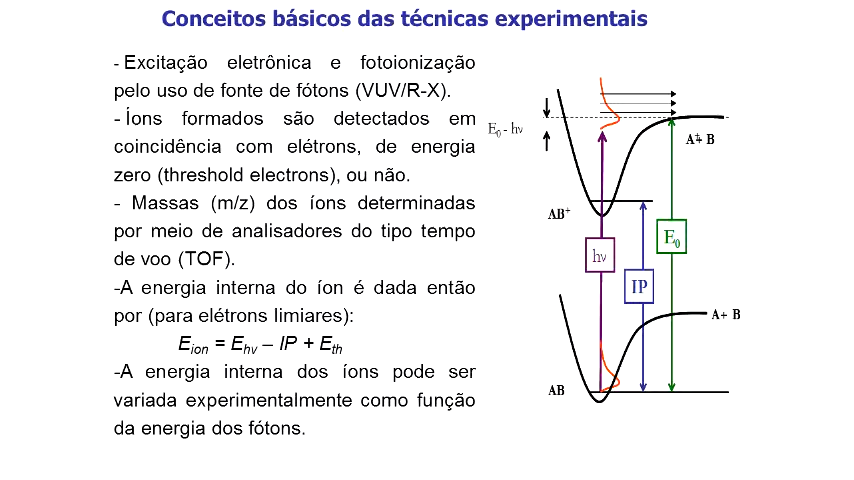 Conceitos básicos das técnicas experimentais
- Excitação eletrônica e fotoionização
pelo uso de fonte de fótons (VUV/R-X).
- Íons formados são detectados em
coincidência com elétrons, de energia
zero (threshold electrons), ou não.
- Massas (m/z) dos íons determinadas
por meio de analisadores do tipo tempo
de voo (TOF).
-A energia interna do íon é dada então
por (para elétrons limiares):
Eion = Ehν – IP + Eth
-A energia interna dos íons pode ser
variada experimentalmente como função
da energia dos fótons.
E0 - hν
A++ B
AB+
E0
hν
IP
A+ B
AB